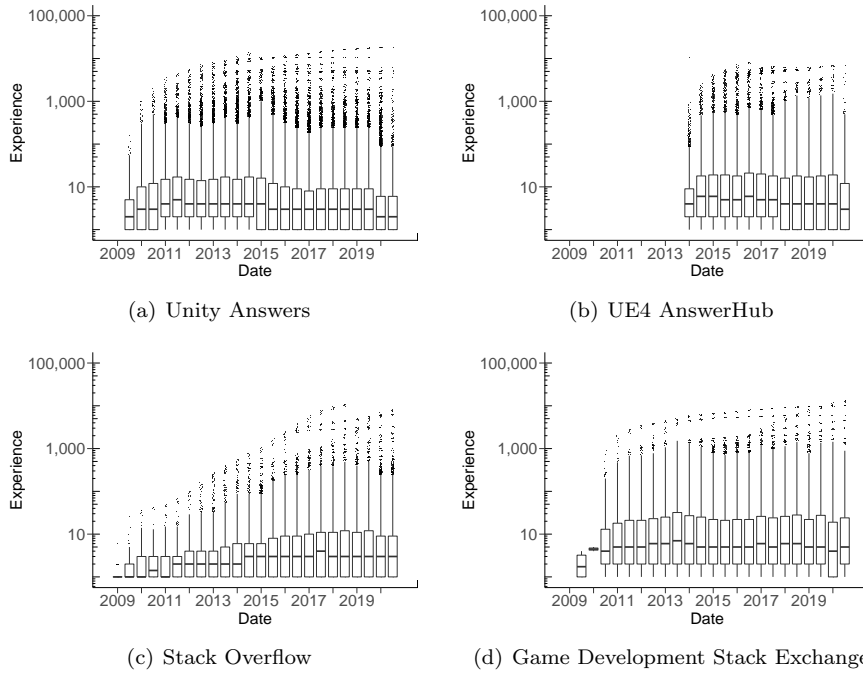 100,000
1,000
10
Experience
2009 2011 2013 2015 2017 2019
Date
(a) Unity Answers
100,000
1,000
10
Experience
2009 2011 2013 2015 2017 2019
Date
(b) UE4 AnswerHub
100,000
1,000
10
Experience
2009 2011 2013 2015 2017 2019
Date
(c) Stack Overflow
100,000
1,000
10
Experience
2009 2011 2013 2015 2017 2019
Date
(d) Game Development Stack Exchange